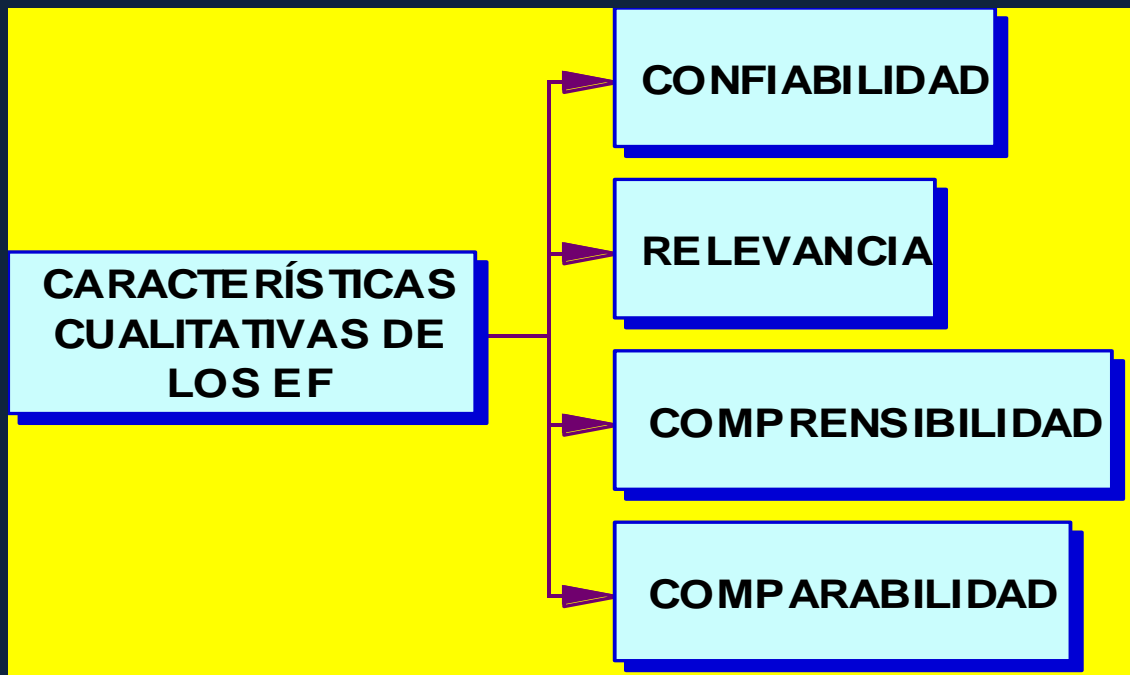 CONFIABILIDAD
RELEVANCIA
CARACTERÍSTICAS
CUALITATIVAS DE
LOS EF
COMPRENSIBILIDAD
COMPARABILIDAD